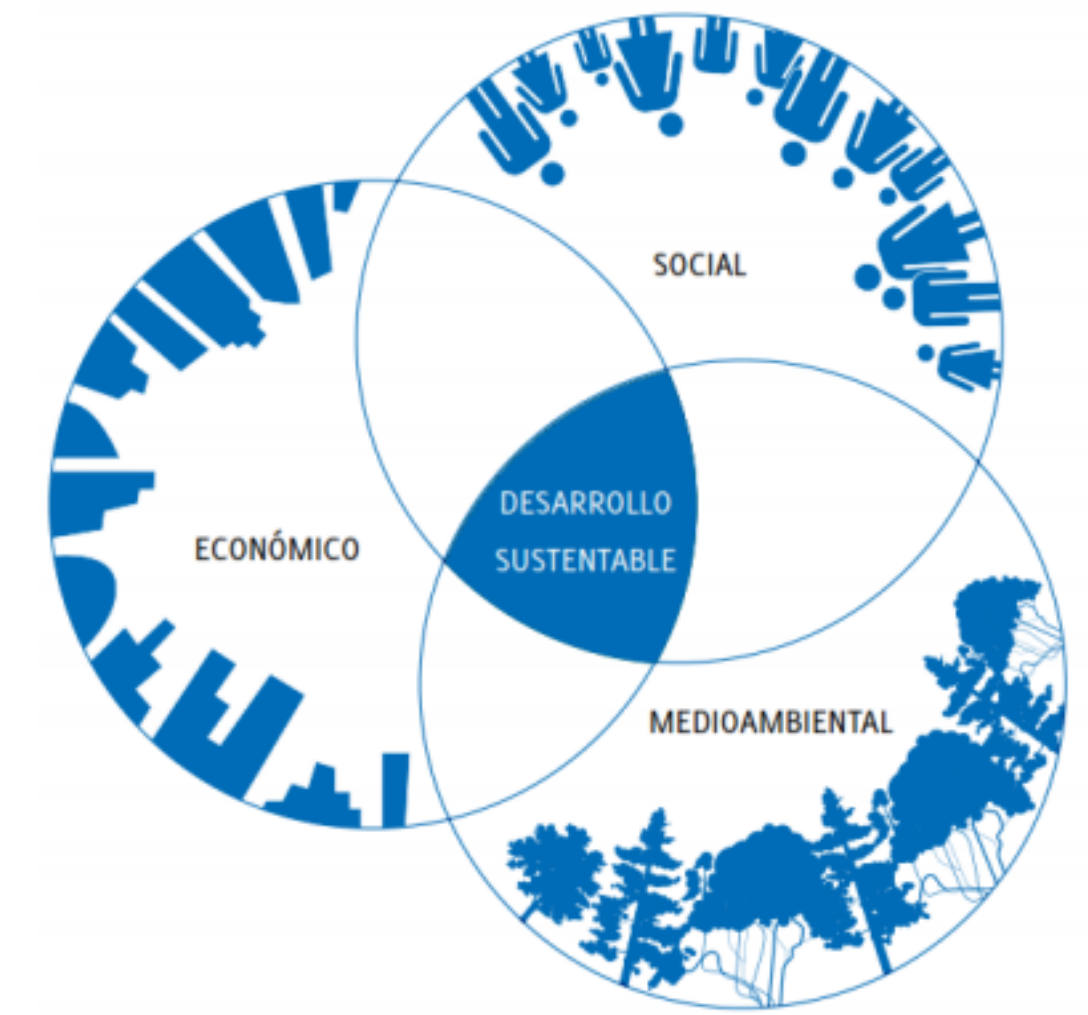 SOCIAL
DESARROLLO
SUSTENTABLE
ECONÓMICO
MEDIOAMBIENTAL